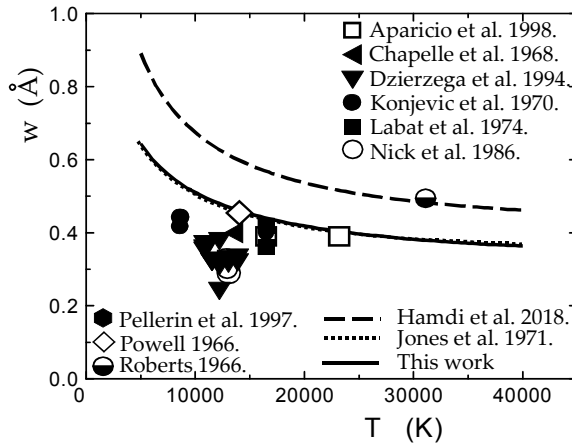 1.0
0.8
0.6
0.4
0.2
0.0
w (Å)
Aparicio et al. 1998.
Chapelle et al. 1968.
Dzierzega et al. 1994.
Konjevic et al. 1970.
Labat et al. 1974.
Nick et al. 1986.
Pellerin et al. 1997.
Powell 1966.
Roberts 1966.
Hamdi et al. 2018.
Jones et al. 1971.
This work
0 10000 20000 30000 40000
T (K)